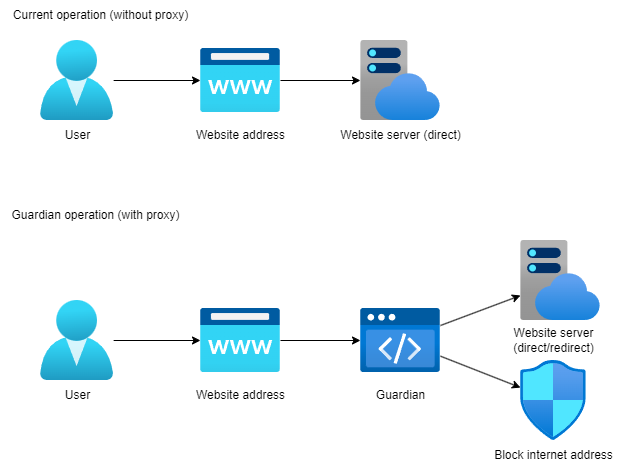 Current operation (without proxy)
WWW
User
Website address
Website server (direct)
Guardian operation (with proxy)
WWW
</>
Website server
(direct/redirect)
User
Website address
Guardian
Block internet address